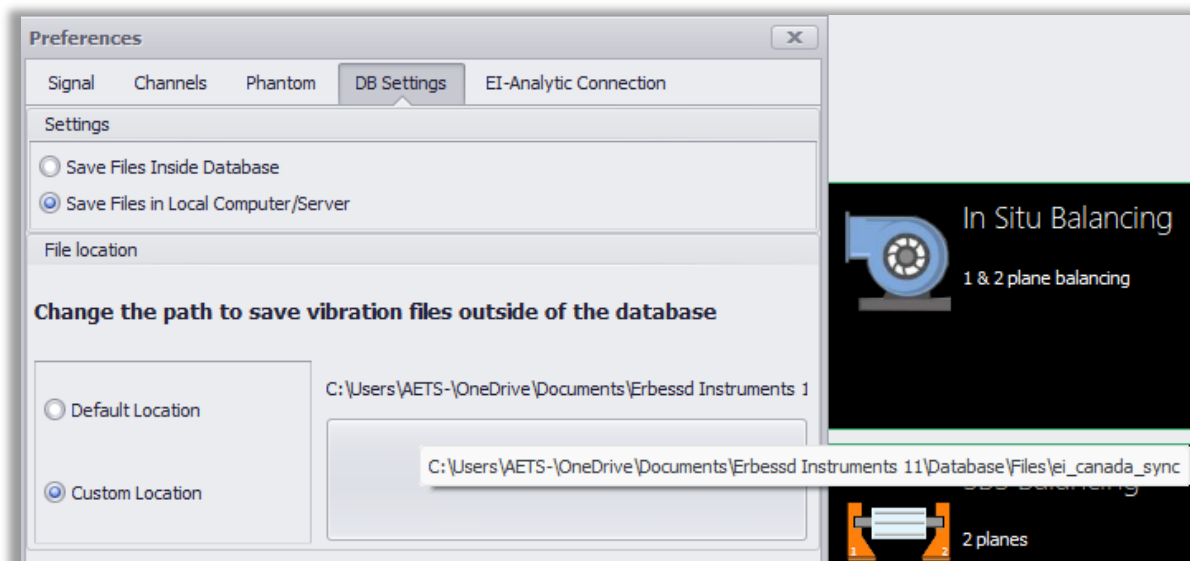 Preferences
Signal Channels Phantom DB Settings EI-Analytic Connection
Settings
Save Files Inside Database
Save Files in Local Computer/Server
File location
Change the path to save vibration files outside of the database
C:\Users\AETS-\OneDrive\Documents\Erbessd Instruments 1
Default Location
C:\Users\AETS-\OneDrive\Documents\Erbessd Instruments 11\Database\Files\ei_canada_sync
Custom Location
In Situ Balancing
1 & 2 plane balancing
Balancing
2 planes
1 2